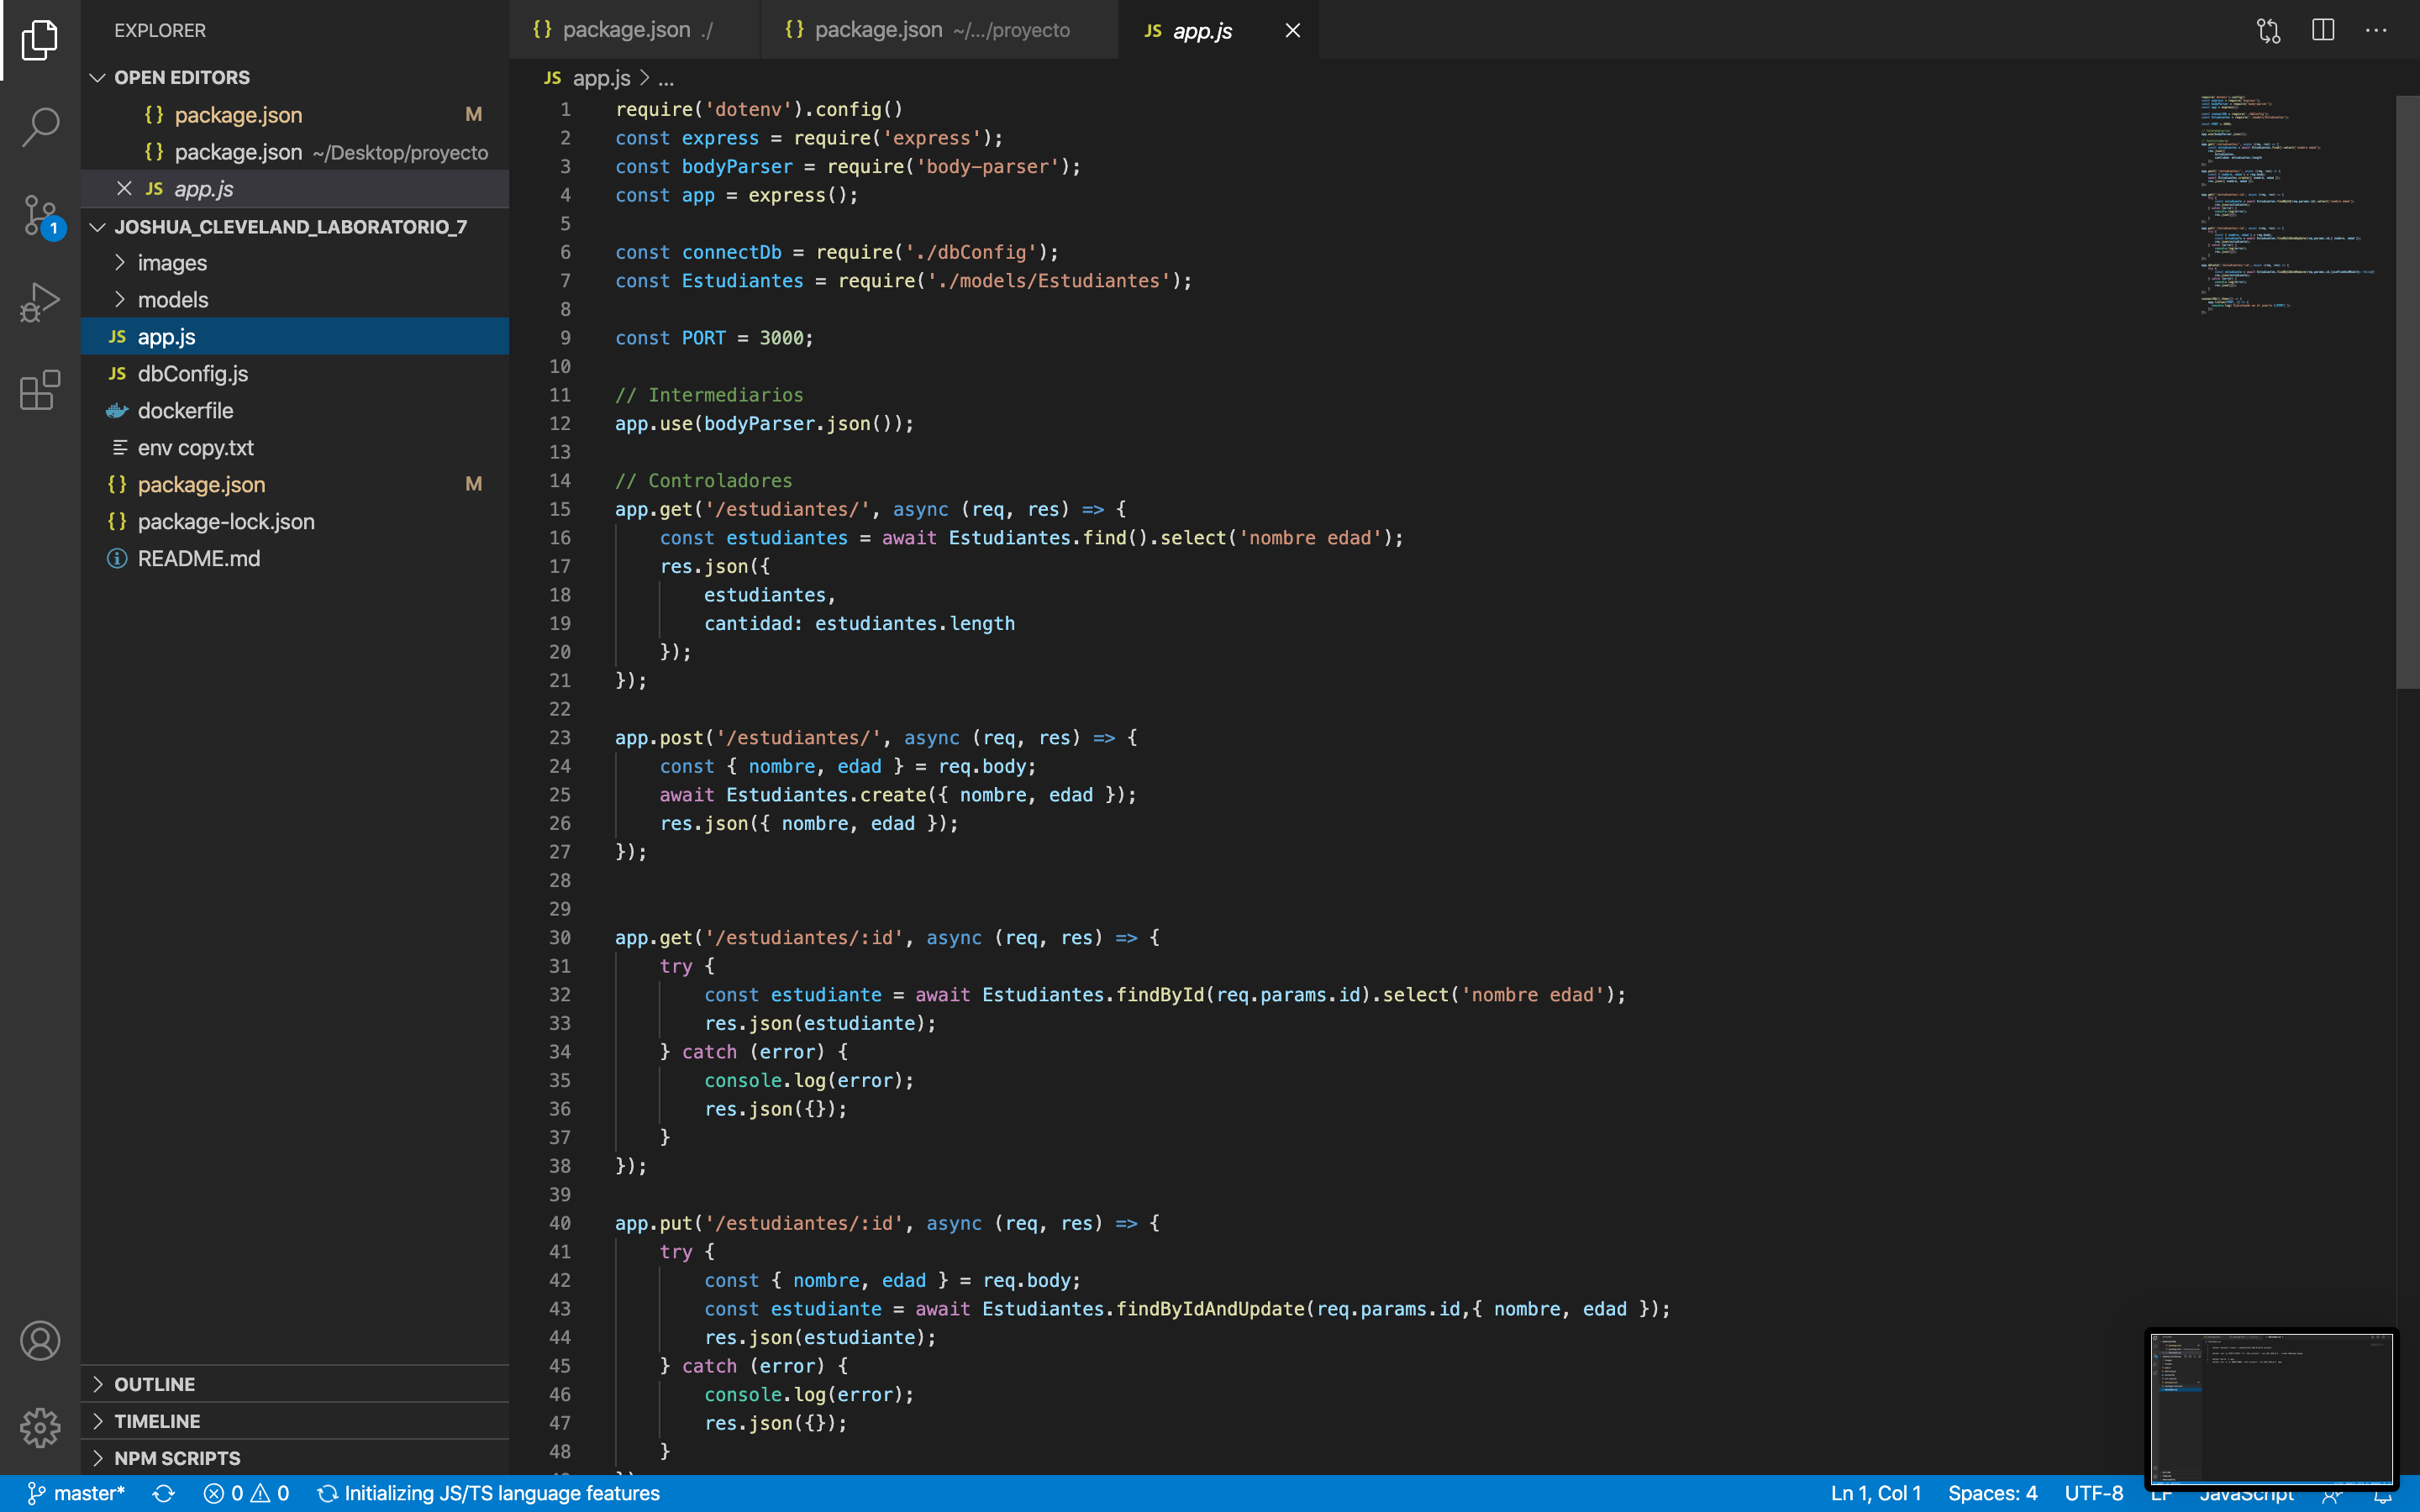 EXPLORER
OPEN EDITORS
{} package.json M
{} package.json ~/Desktop/proyecto
JS app.js
JOSHUA_CLEVELAND_LABORATORIO_7
images
models
JS app.js
JS dbConfig.js
dockerfile
env copy.txt
{} package.json M
{} package-lock.json
README.md
1
OUTLINE
TIMELINE
NPM SCRIPTS
{} package.json ./
{} package.json ~/.../proyecto
JS app.js
JS app.js > ...
1 require('dotenv').config()
2 const express = require('express');
3 const bodyParser = require('body-parser');
4 const app = express();
5
6 const connectDb = require('./dbConfig');
7 const Estudiantes = require('./models/Estudiantes');
8
9 const PORT = 3000;
10
11 // Intermediarios
12 app.use(bodyParser.json());
13
14 // Controladores
15 app.get('/estudiantes/', async (req, res) => {
16 const estudiantes = await Estudiantes.find().select('nombre edad');
17 res.json({
18 estudiantes,
19 cantidad: estudiantes.length
20 });
21 });
22
23 app.post('/estudiantes/', async (req, res) => {
24 const { nombre, edad } = req.body;
25 await Estudiantes.create({ nombre, edad });
26 res.json({ nombre, edad });
27 });
28
29
30 app.get('/estudiantes/:id', async (req, res) => {
31 try {
32 const estudiante = await Estudiantes.findById(req.params.id).select('nombre edad');
33 res.json(estudiante);
34 } catch (error) {
35 console.log(error);
36 res.json({});
37 }
38 });
39
40 app.put('/estudiantes/:id', async (req, res) => {
41 try {
42 const { nombre, edad } = req.body;
43 const estudiante = await Estudiantes.findByIdAndUpdate(req.params.id,{ nombre, edad });
44 res.json(estudiante);
45 } catch (error) {
46 console.log(error);
47 res.json({});
48 }
master* 0 0 Initializing JS/TS language features
Ln 1, Col 1 Spaces: 4 UTF-8 LF JavaScript